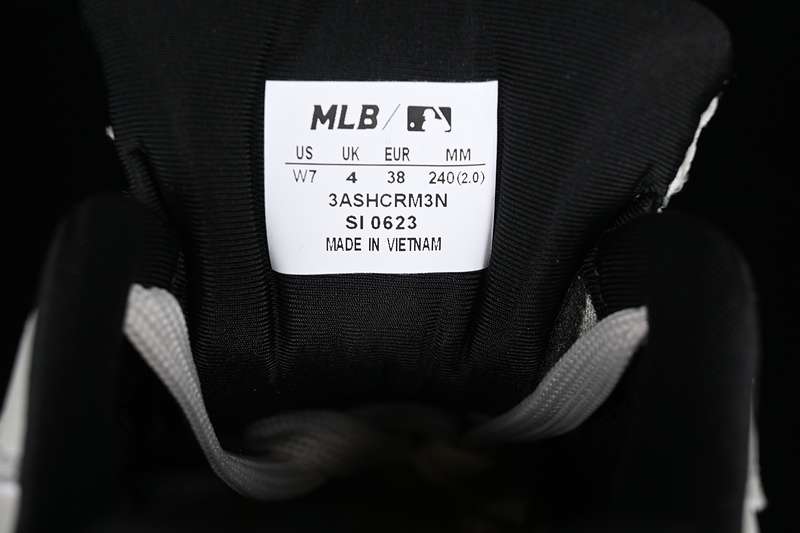 MLB
US UK EUR MM
W7 4 38 240(2.0)
3ASHCRM3N
SI 0623
MADE IN VIETNAM